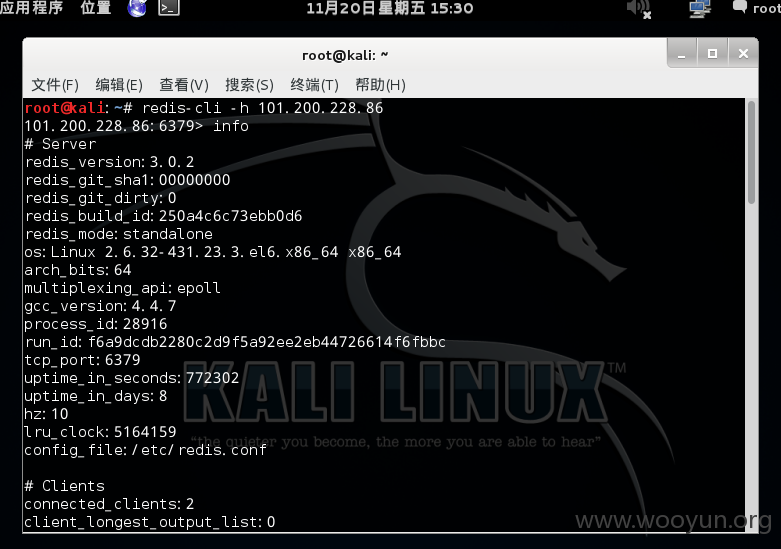 应用程序 位置 11月20日 星期五 15:30 root
root@kali: ~
文件(F) 编辑(E) 查看(V) 搜索(S) 终端(T) 帮助(H)
root@kali:~# redis-cli -h 101.200.228.86
101.200.228.86:6379> info
# Server
redis_version:3.0.2
redis_git_sha1:00000000
redis_git_dirty:0
redis_build_id:250a4c6c73ebb0d6
redis_mode:standalone
os:Linux 2.6.32-431.23.3.el6.x86_64 x86_64
arch_bits:64
multiplexing_api:epoll
gcc_version:4.4.7
process_id:28916
run_id:f6a9dcdb2280c2d9f5a92ee2eb44726614f6fbbc
tcp_port:6379
uptime_in_seconds:772302
uptime_in_days:8
hz:10
lru_clock:5164159
config_file:/etc/redis.conf
KALI LINUX™
“the quieter you become, the more you are able to hear”
# Clients
connected_clients:2
client_longest_output_list:0
www.wooyun.org